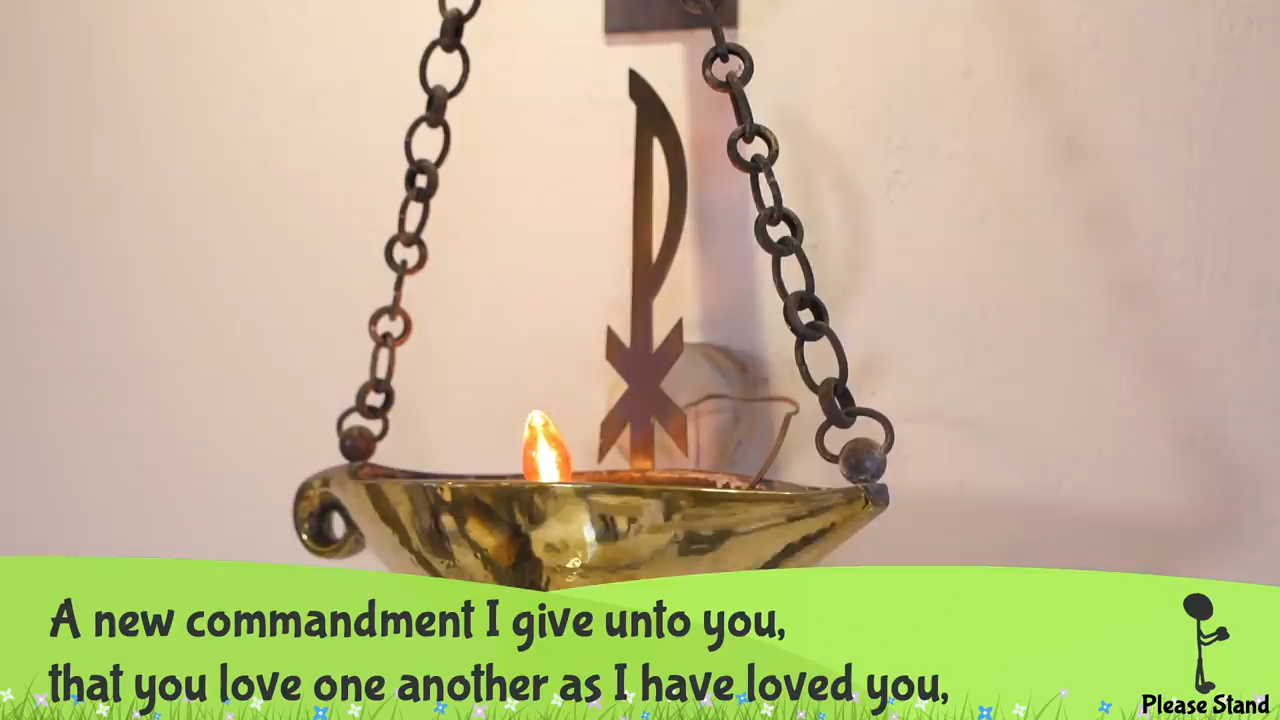 A new commandment I give unto you,
that you love one another as I have loved you,
Please Stand